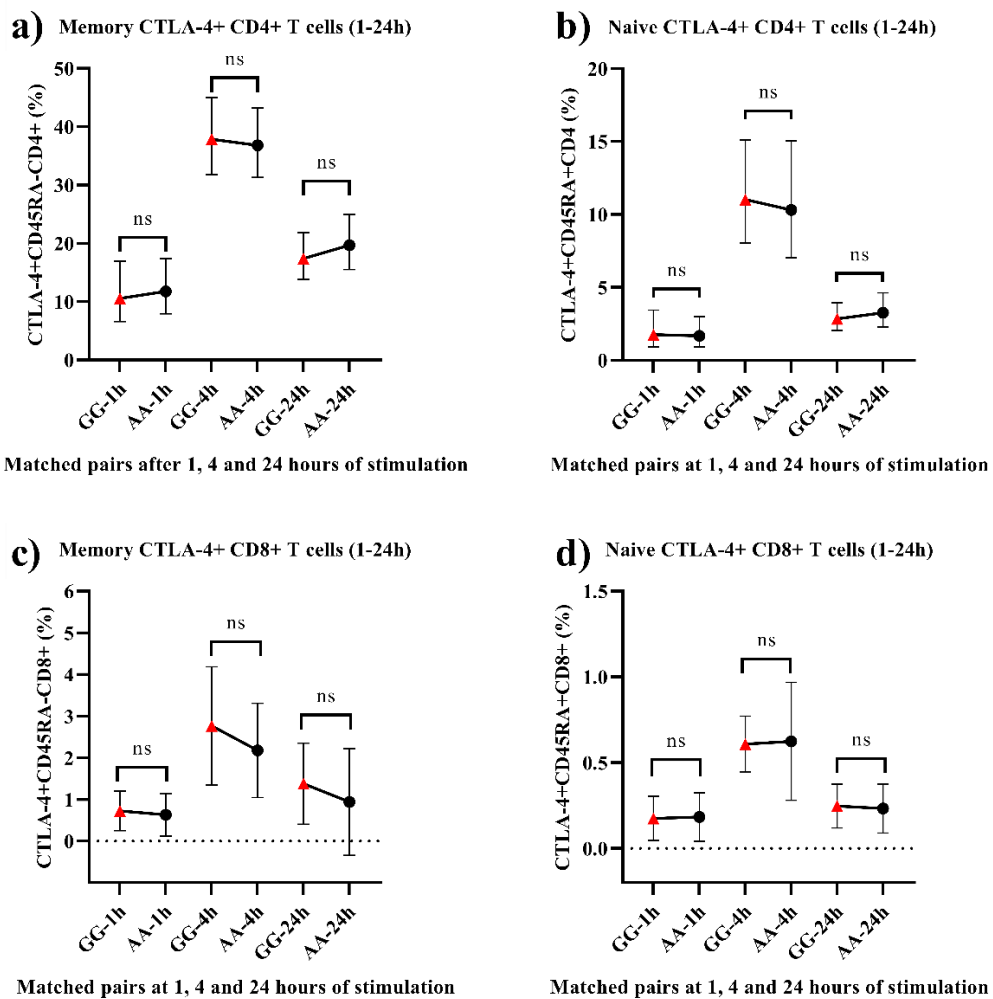 a) Memory CTLA-4+ CD4+ T cells (1-24h)
CTLA-4+CD45RA-CD4+ (%)
50
40
30
20
10
0
ns
ns
ns
GG-1h
AA-1h
GG-4h
AA-4h
GG-24h
AA-24h
Matched pairs after 1, 4 and 24 hours of stimulation
b) Naive CTLA-4+ CD4+ T cells (1-24h)
CTLA-4+CD45RA+CD4 (%)
20
15
10
5
0
ns
ns
ns
GG-1h
AA-1h
GG-4h
AA-4h
GG-24h
AA-24h
Matched pairs at 1, 4 and 24 hours of stimulation
c) Memory CTLA-4+ CD8+ T cells (1-24h)
CTLA-4+CD45RA-CD8+ (%)
6
5
4
3
2
1
0
ns
ns
ns
GG-1h
AA-1h
GG-4h
AA-4h
GG-24h
AA-24h
Matched pairs at 1, 4 and 24 hours of stimulation
d) Naive CTLA-4+ CD8+ T cells (1-24h)
CTLA-4+CD45RA+CD8+ (%)
1.5
1.0
0.5
0.0
ns
ns
ns
GG-1h
AA-1h
GG-4h
AA-4h
GG-24h
AA-24h
Matched pairs at 1, 4 and 24 hours of stimulation